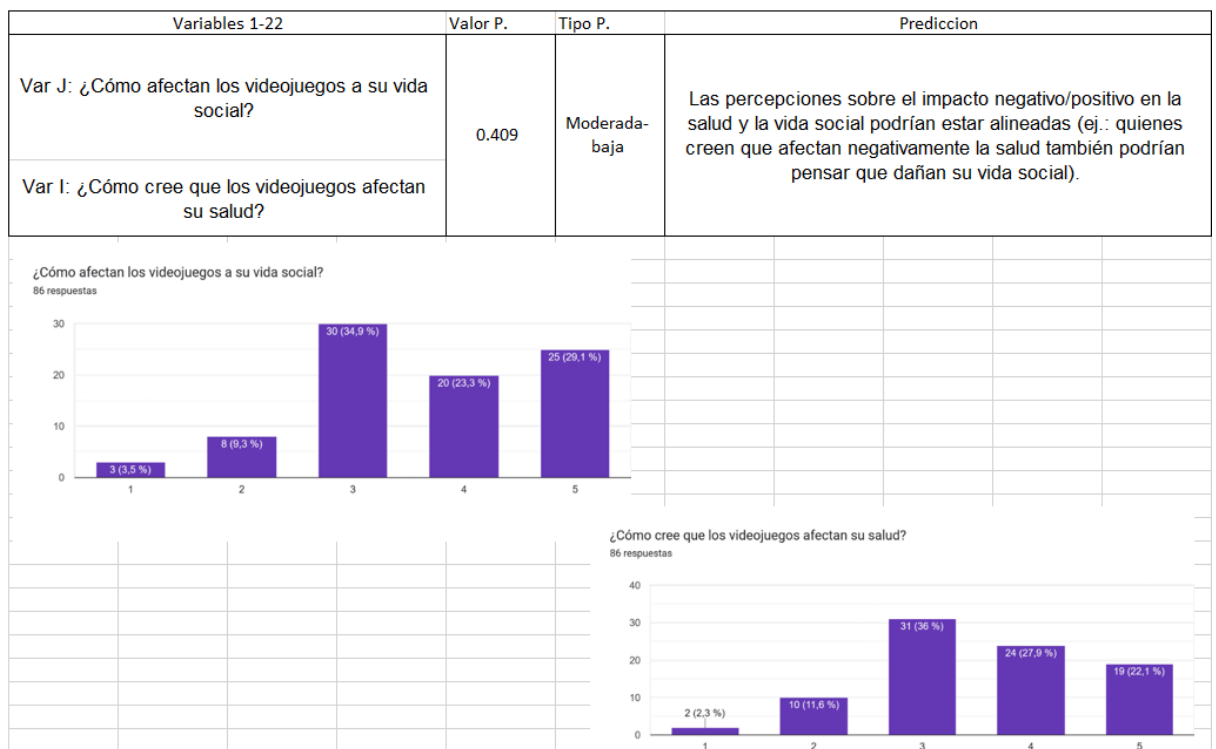 Variables 1-22 Valor P. Tipo P. Prediccion
Var J: ¿Cómo afectan los videojuegos a su vida
social?
Var I: ¿Cómo cree que los videojuegos afectan
su salud?
0.409
Moderada-
baja
Las percepciones sobre el impacto negativo/positivo en la
salud y la vida social podrían estar alineadas (ej.: quienes
creen que afectan negativamente la salud también podrían
pensar que dañan su vida social).
¿Cómo afectan los videojuegos a su vida social?
86 respuestas
30
20
10
0
3 (3,5 %)
8 (9,3 %)
30 (34,9 %)
20 (23,3 %)
25 (29,1 %)
1 2 3 4 5
¿Cómo cree que los videojuegos afectan su salud?
86 respuestas
40
30
20
10
0
2 (2,3 %)
10 (11,6 %)
31 (36 %)
24 (27,9 %)
19 (22,1 %)
1 2 3 4 5